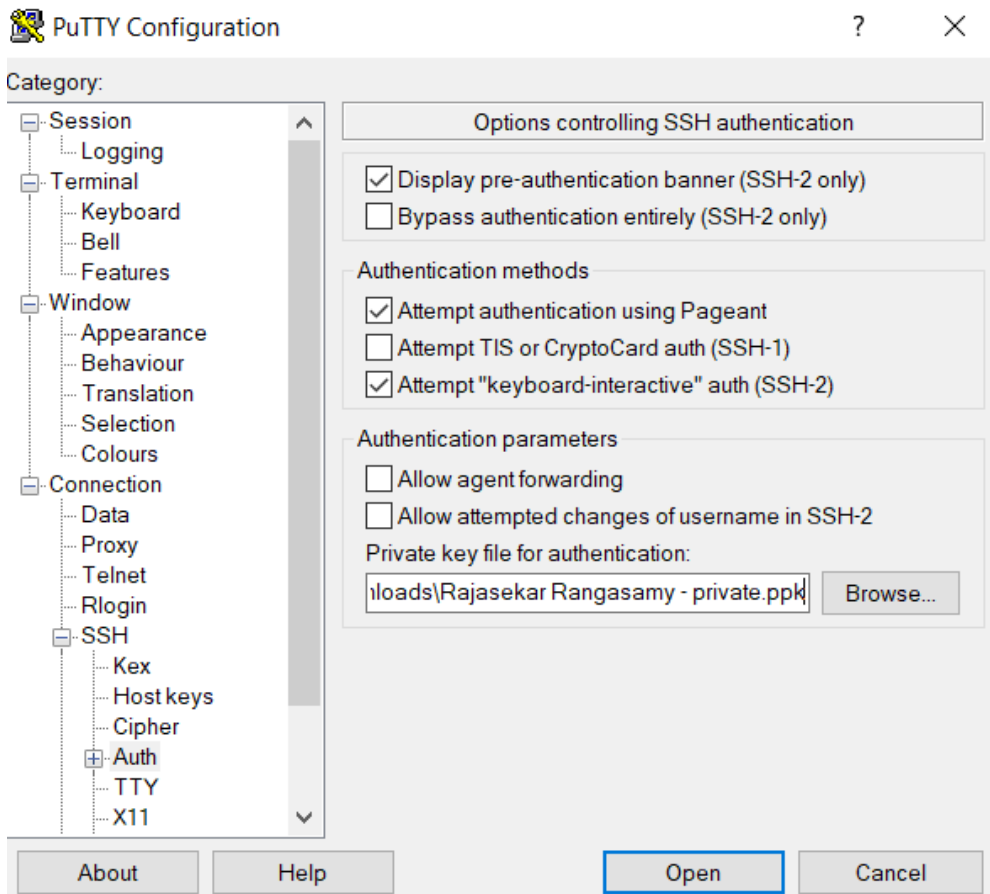 PuTTY Configuration
?
Category:
Session
Logging
Terminal
Keyboard
Bell
Features
Window
Appearance
Behaviour
Translation
Selection
Colours
Connection
Data
Proxy
Telnet
Rlogin
SSH
Kex
Host keys
Cipher
Auth
TTY
X11
Options controlling SSH authentication
Display pre-authentication banner (SSH-2 only)
Bypass authentication entirely (SSH-2 only)
Authentication methods
Attempt authentication using Pageant
Attempt TIS or CryptoCard auth (SSH-1)
Attempt "keyboard-interactive" auth (SSH-2)
Authentication parameters
Allow agent forwarding
Allow attempted changes of username in SSH-2
Private key file for authentication:
nloads\Rajasekar Rangasamy - private.ppk
Browse...
About
Help
Open
Cancel